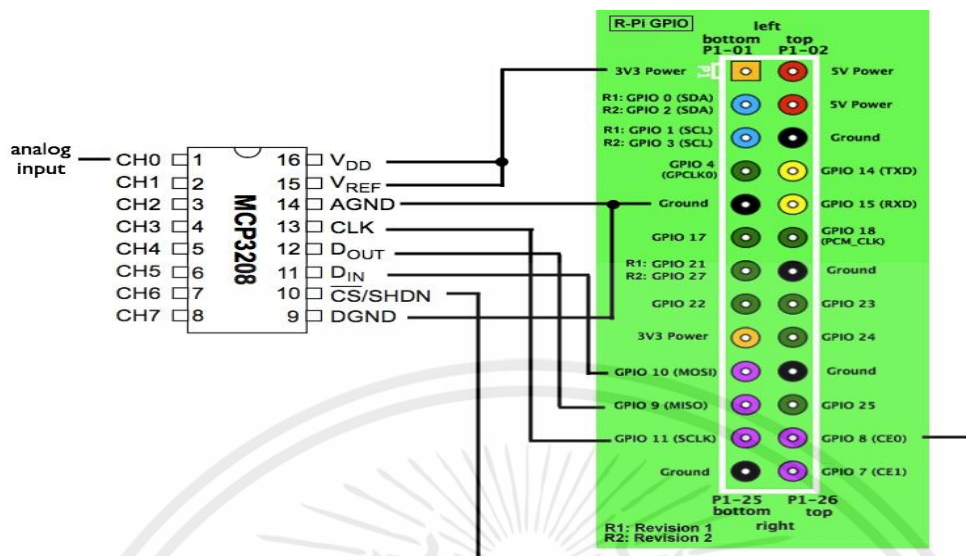 analog
input
CH0 1
CH1 2
CH2 3
CH3 4
CH4 5
CH5 6
CH6 7
CH7 8
MCP3208
16 VDD
15 VREF
14 AGND
13 CLK
12 DOUT
11 DIN
10 CS/SHDN
9 DGND
R-Pi GPIO
left
bottom top
P1-01 P1-02
3V3 Power P1 5V Power
R1: GPIO 0 (SDA)
R2: GPIO 2 (SDA)
5V Power
R1: GPIO 1 (SCL)
R2: GPIO 3 (SCL)
Ground
GPIO 4
(GPCLK0)
GPIO 14 (TXD)
Ground GPIO 15 (RXD)
GPIO 17
GPIO 18
(PCM_CLK)
R1: GPIO 21
R2: GPIO 27
Ground
GPIO 22 GPIO 23
3V3 Power GPIO 24
GPIO 10 (MOSI) Ground
GPIO 9 (MISO) GPIO 25
GPIO 11 (SCLK) GPIO 8 (CE0)
Ground GPIO 7 (CE1)
P1-25 P1-26
bottom top
right
R1: Revision 1
R2: Revision 2